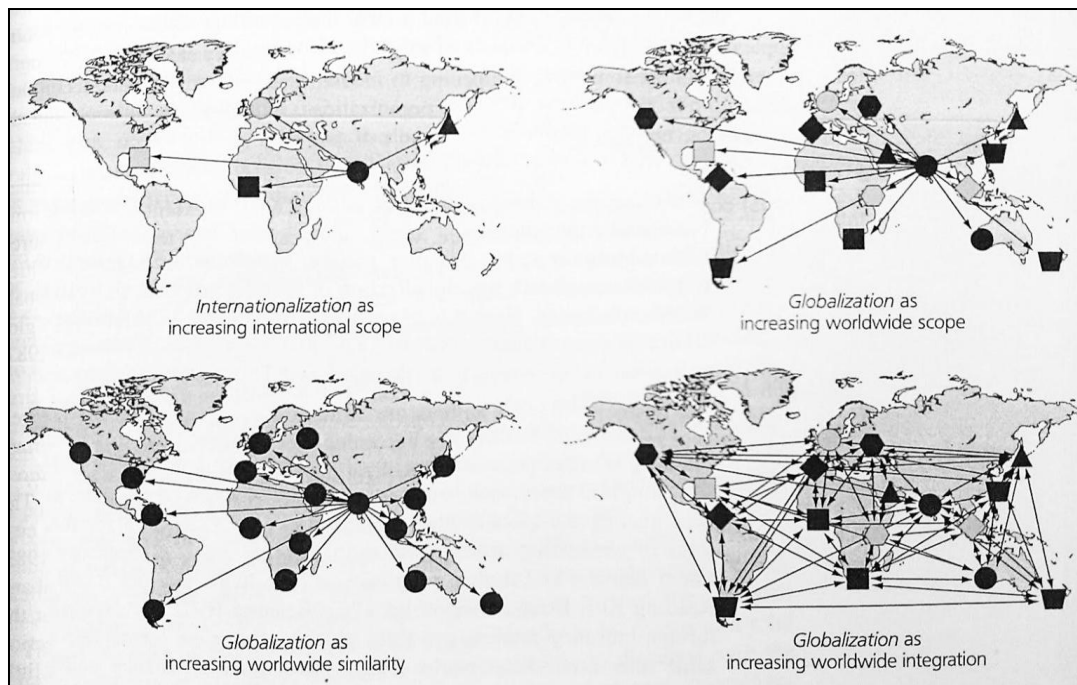 Internationalization as
increasing international scope
Globalization as
increasing worldwide scope
Globalization as
increasing worldwide similarity
Globalization as
increasing worldwide integration